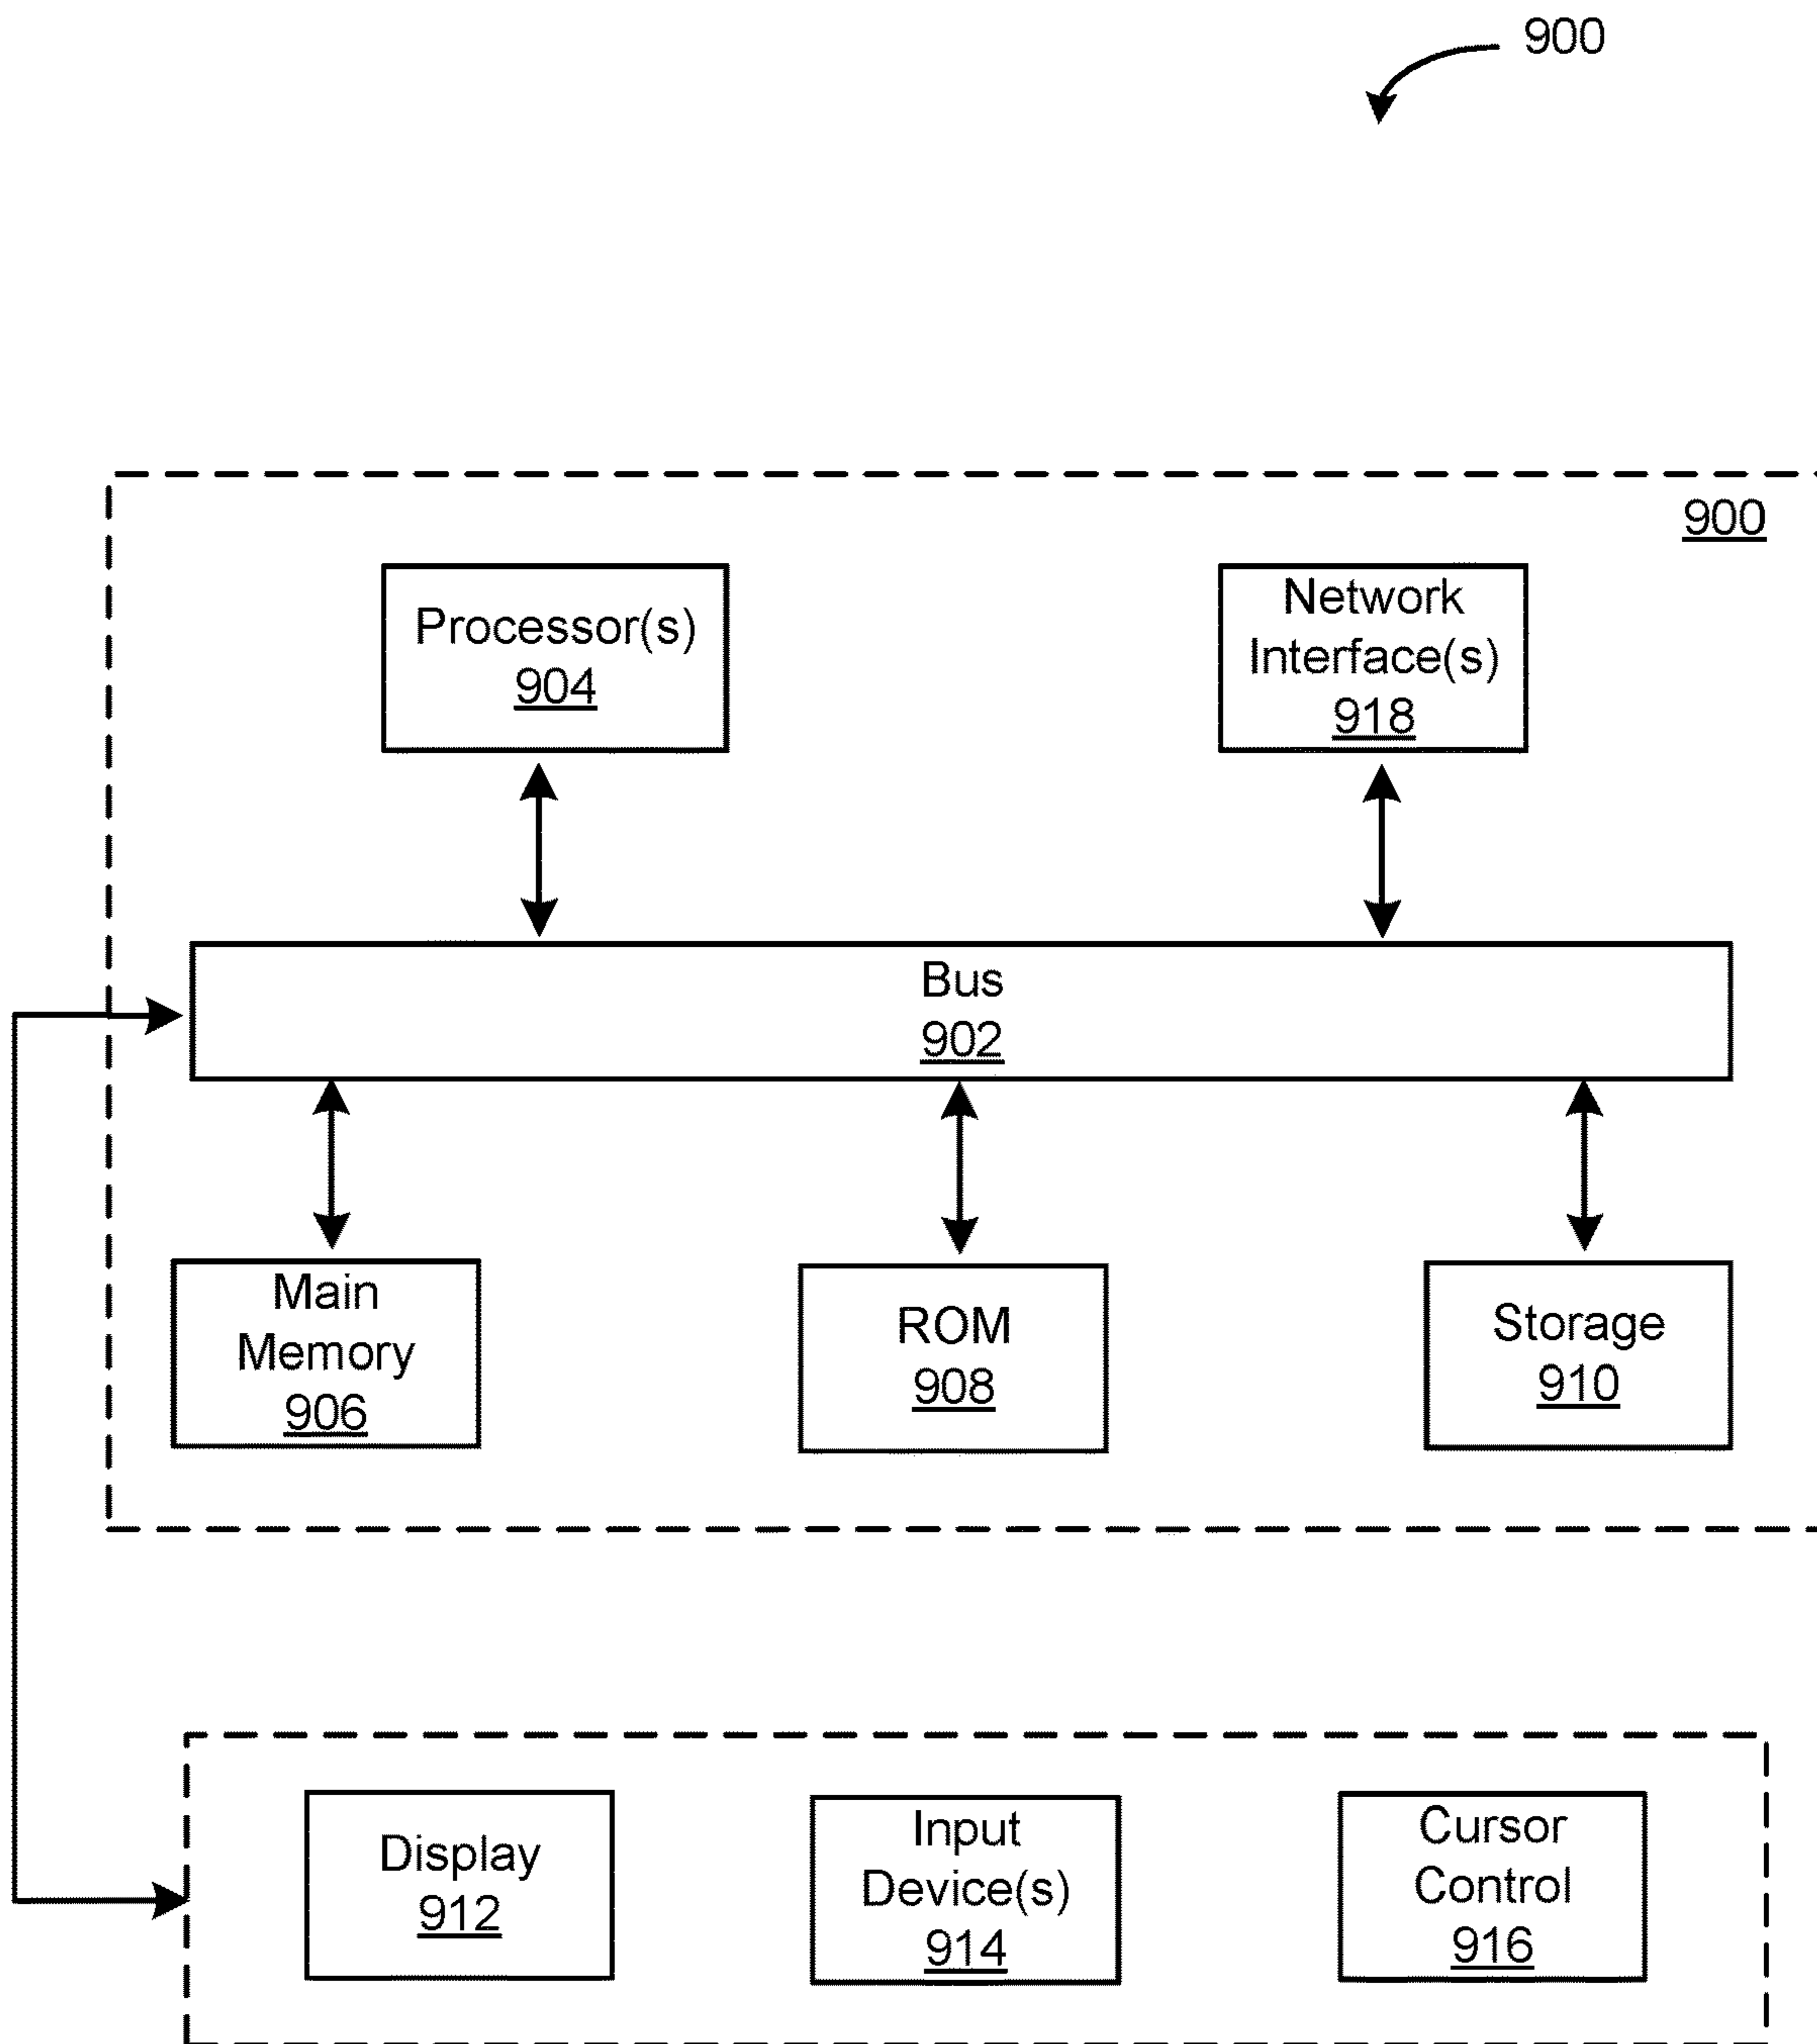 900
900
Processor(s)
904
Network
Interface(s)
918
Bus
902
Main
Memory
906
ROM
908
Storage
910
Display
912
Input
Device(s)
914
Cursor
Control
916